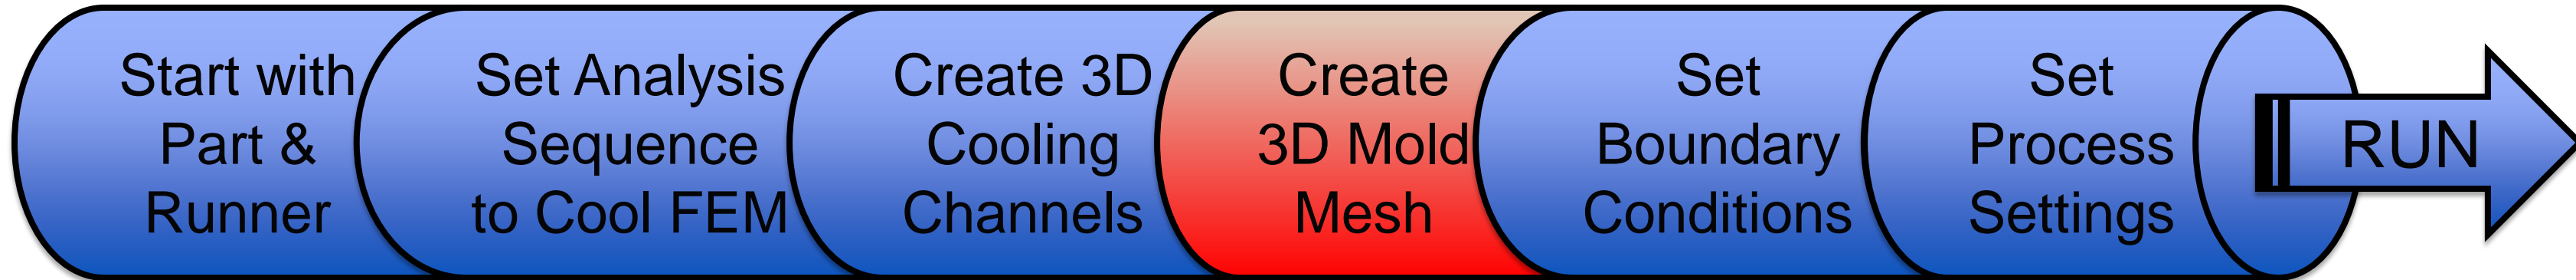 Start with
Part &
Runner
Set Analysis
Sequence
to Cool FEM
Create 3D
Cooling
Channels
Create
3D Mold
Mesh
Set
Boundary
Conditions
Set
Process
Settings
RUN